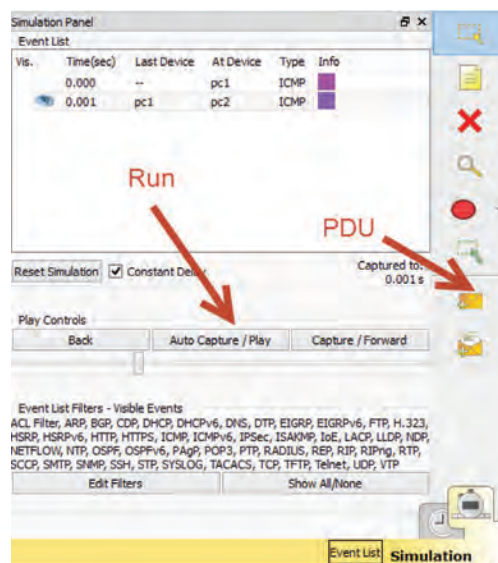 Simulation Panel
Event List
Vis. Time(sec) Last Device At Device Type Info
0.000 -- pc1 ICMP
0.001 pc1 pc2 ICMP
Run
PDU
Reset Simulation Constant Delay
Captured to:
0.001 s
Play Controls
Back Auto Capture / Play Capture / Forward
Event List Filters - Visible Events
ACL Filter, ARP, BGP, CDP, DHCP, DHCPv6, DNS, DTP, EIGRP, EIGRPv6, FTP, H.323,
HSRP, HSRPv6, HTTP, HTTPS, ICMP, ICMPv6, IPSec, ISAKMP, IoE, LACP, LLDP, NDP,
NETFLOW, NTP, OSPF, OSPFv6, PAgP, POP3, PTP, RADIUS, REP, RIP, RIPng, RTP,
SCCP, SMTP, SNMP, SSH, STP, SYSLOG, TACACS, TCP, TFTP, Telnet, UDP, VTP
Edit Filters Show All/None
Event List Simulation